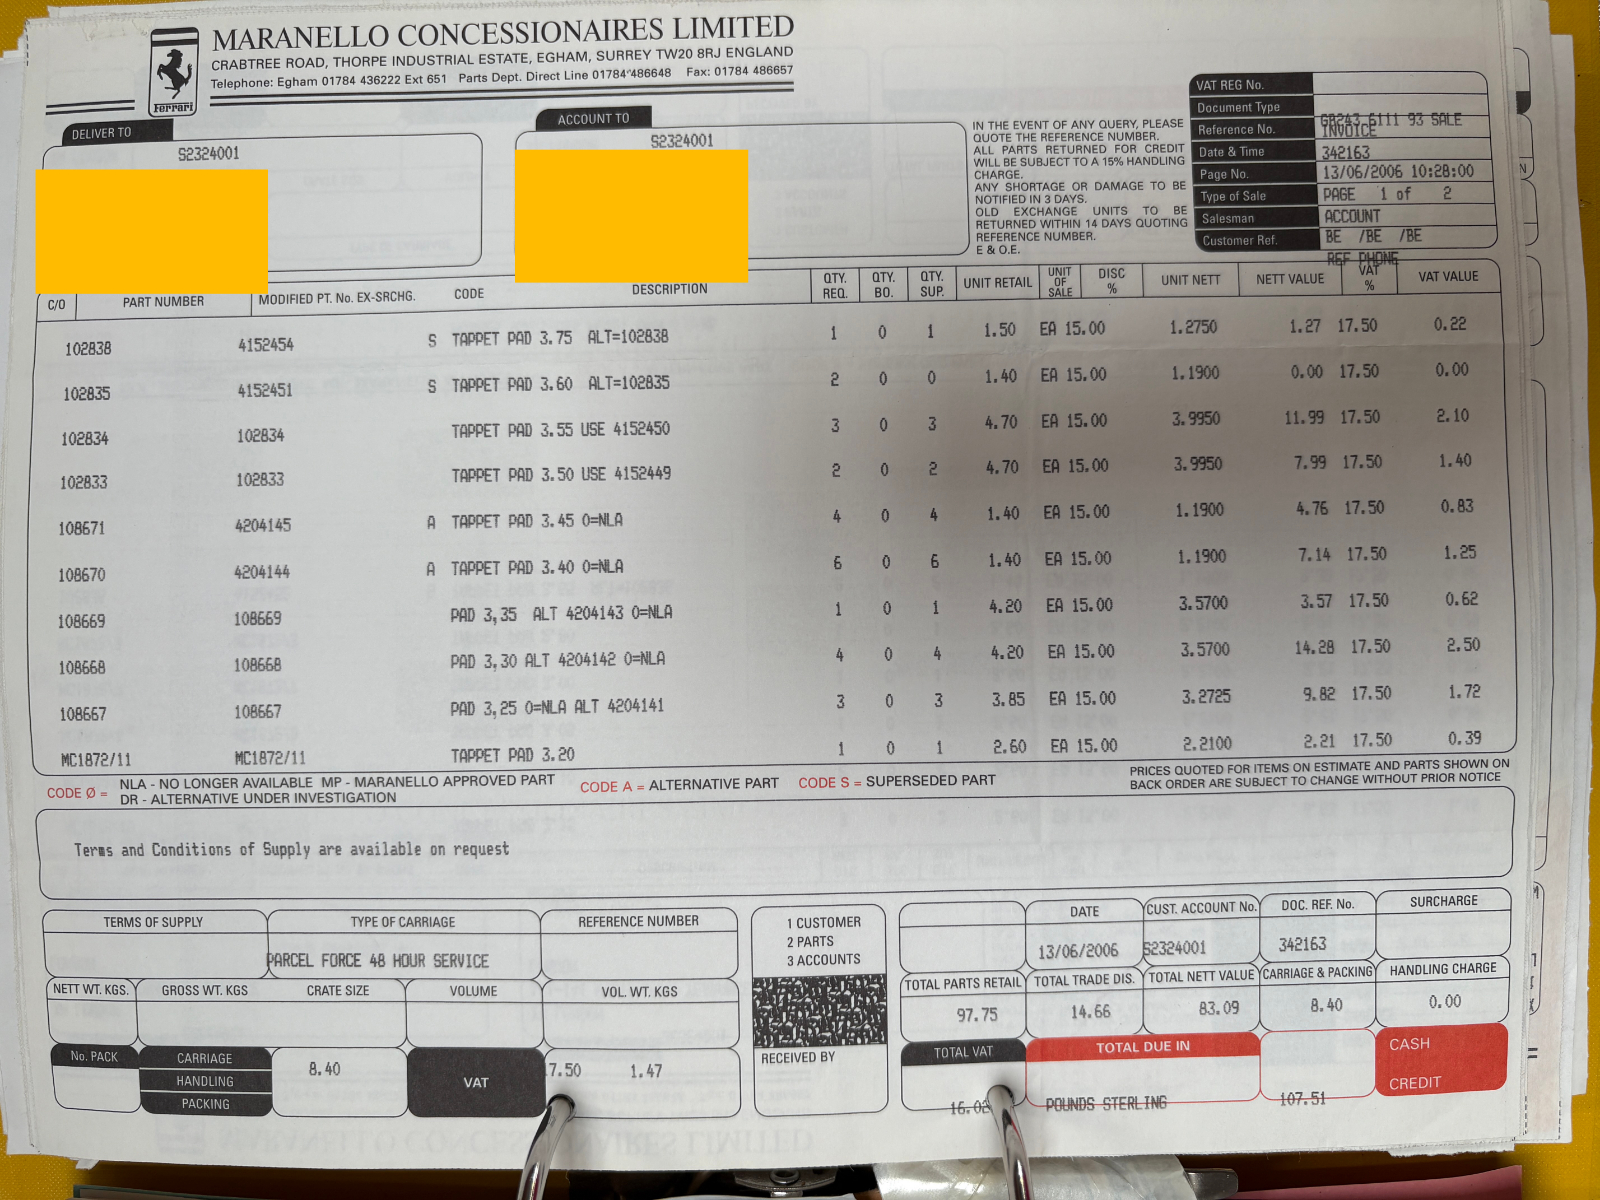 MARANELLO CONCESSIONAIRES LIMITED
CRABTREE ROAD, THORPE INDUSTRIAL ESTATE, EGHAM, SURREY TW20 8RJ ENGLAND
Telephone: Egham 01784 436222 Ext 651 Parts Dept. Direct Line 01784 486648 Fax: 01784 486657
Ferrari
DELIVER TO
S2324001
ACCOUNT TO
S2324001
IN THE EVENT OF ANY QUERY, PLEASE
QUOTE THE REFERENCE NUMBER.
ALL PARTS RETURNED FOR CREDIT
WILL BE SUBJECT TO A 15% HANDLING
CHARGE.
ANY SHORTAGE OR DAMAGE TO BE
NOTIFIED IN 3 DAYS.
OLD EXCHANGE UNITS TO BE
RETURNED WITHIN 14 DAYS QUOTING
REFERENCE NUMBER.
E & O.E.
VAT REG No.
Document Type GB243 6111 93 SALE
Reference No. INVOICE
Date & Time 342163
Page No. 13/06/2006 10:28:00
Type of Sale PAGE 1 of 2
Salesman ACCOUNT
Customer Ref. BE /BE /BE
REF PHONE
C/O PART NUMBER MODIFIED PT. No. EX-SRCHG. CODE DESCRIPTION QTY. REQ. QTY. BO. QTY. SUP. UNIT RETAIL UNIT OF SALE DISC % UNIT NETT NETT VALUE VAT % VAT VALUE
102838 4152454 S TAPPET PAD 3.75 ALT=102838 1 0 1 1.50 EA 15.00 1.2750 1.27 17.50 0.22
102835 4152451 S TAPPET PAD 3.60 ALT=102835 2 0 0 1.40 EA 15.00 1.1900 0.00 17.50 0.00
102834 102834 TAPPET PAD 3.55 USE 4152450 3 0 3 4.70 EA 15.00 3.9950 11.99 17.50 2.10
102833 102833 TAPPET PAD 3.50 USE 4152449 2 0 2 4.70 EA 15.00 3.9950 7.99 17.50 1.40
108671 4204145 A TAPPET PAD 3.45 0=NLA 4 0 4 1.40 EA 15.00 1.1900 4.76 17.50 0.83
108670 4204144 A TAPPET PAD 3.40 0=NLA 6 0 6 1.40 EA 15.00 1.1900 7.14 17.50 1.25
108669 108669 PAD 3,35 ALT 4204143 0=NLA 1 0 1 4.20 EA 15.00 3.5700 3.57 17.50 0.62
108668 108668 PAD 3,30 ALT 4204142 0=NLA 4 0 4 4.20 EA 15.00 3.5700 14.28 17.50 2.50
108667 108667 PAD 3,25 0=NLA ALT 4204141 3 0 3 3.85 EA 15.00 3.2725 9.82 17.50 1.72
MC1872/11 MC1872/11 TAPPET PAD 3.20 1 0 1 2.60 EA 15.00 2.2100 2.21 17.50 0.39
CODE Ø = NLA - NO LONGER AVAILABLE MP - MARANELLO APPROVED PART
DR - ALTERNATIVE UNDER INVESTIGATION
CODE A = ALTERNATIVE PART CODE S = SUPERSEDED PART
PRICES QUOTED FOR ITEMS ON ESTIMATE AND PARTS SHOWN ON
BACK ORDER ARE SUBJECT TO CHANGE WITHOUT PRIOR NOTICE
Terms and Conditions of Supply are available on request
TERMS OF SUPPLY TYPE OF CARRIAGE REFERENCE NUMBER
PARCEL FORCE 48 HOUR SERVICE
NETT WT. KGS. GROSS WT. KGS CRATE SIZE VOLUME VOL. WT. KGS
No. PACK CARRIAGE HANDLING PACKING 8.40 VAT 7.50 1.47
1 CUSTOMER
2 PARTS
3 ACCOUNTS
RECEIVED BY
DATE CUST. ACCOUNT No. DOC. REF. No. SURCHARGE
13/06/2006 S2324001 342163
TOTAL PARTS RETAIL TOTAL TRADE DIS. TOTAL NETT VALUE CARRIAGE & PACKING HANDLING CHARGE
97.75 14.66 83.09 8.40 0.00
TOTAL VAT TOTAL DUE IN CASH
CREDIT
16.02 POUNDS STERLING 107.51